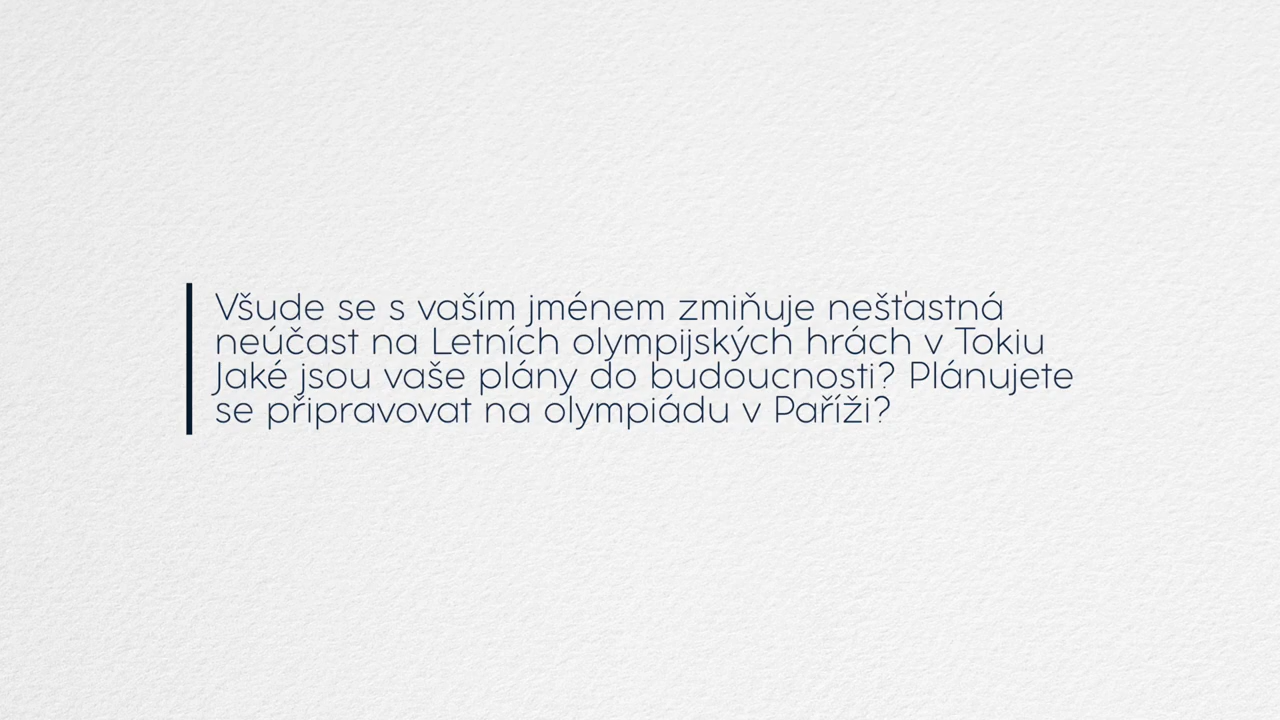 Všude se s vaším jménem zmiňuje nešťastná
neúčast na Letních olympijských hrách v Tokiu
Jaké jsou vaše plány do budoucnosti? Plánujete
se připravovat na olympiádu v Paříži?